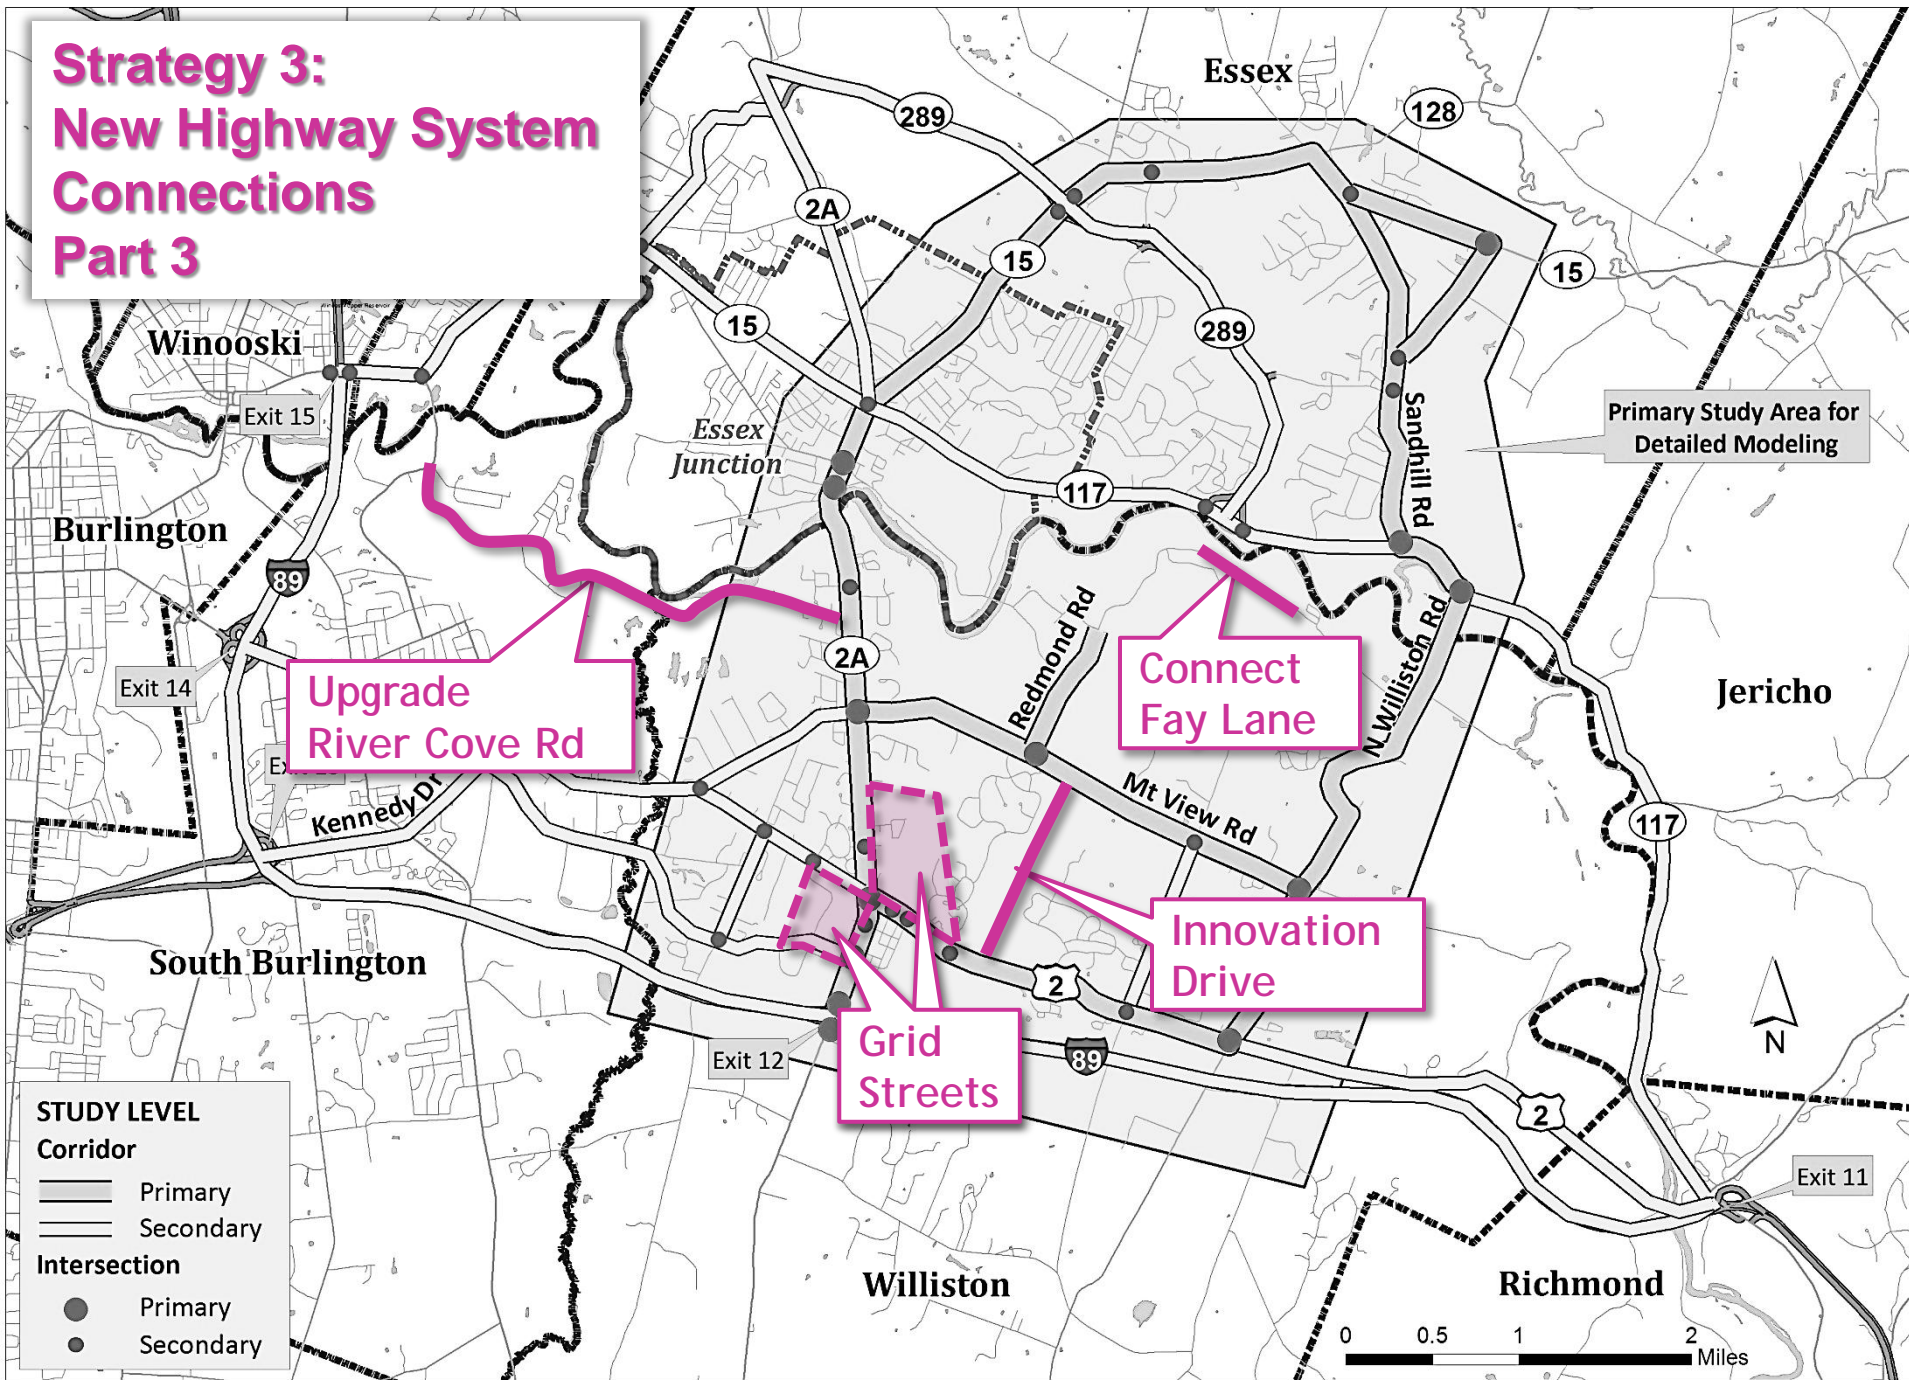 Strategy 3:
New Highway System
Connections
Part 3
Essex
128
289
2A
15
15
15
289
Winooski
Exit 15
Essex
Junction
Primary Study Area for
Detailed Modeling
Sandhill Rd
117
Burlington
89
Exit 14
2A
Redmond Rd
Connect
Fay Lane
N Williston Rd
Jericho
Upgrade
River Cove Rd
Kennedy Dr
Mt View Rd
117
Innovation
Drive
South Burlington
2
Grid
Streets
Exit 12
89
N
2
Exit 11
Williston
Richmond
STUDY LEVEL
Corridor
Primary
Secondary
Intersection
Primary
Secondary
0 0.5 1 2
Miles